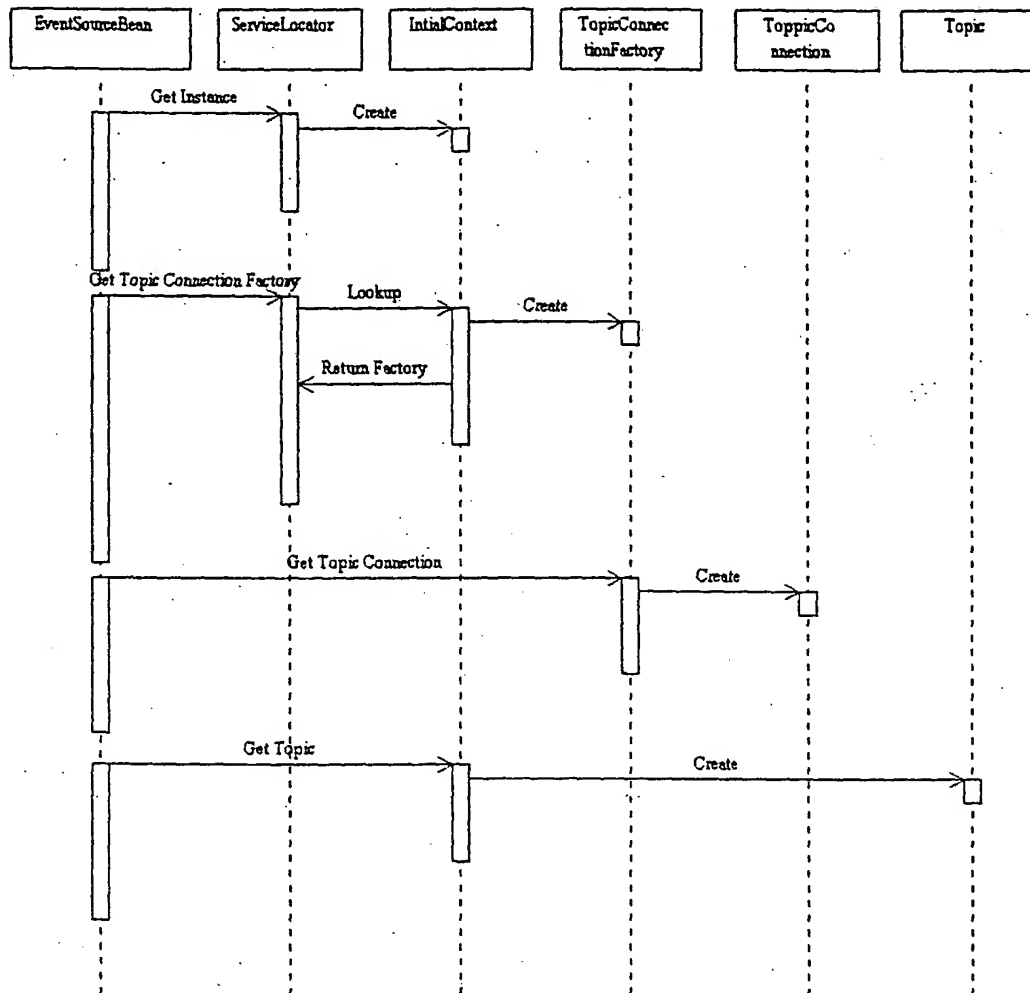 EventSourceBean
ServiceLocator
IntialContext
TopicConnec
tionFactory
ToppicCo
nnection
Topic
Get Instance
Create
Get Topic Connection Factory
Lookup
Create
Return Factory
Get Topic Connection
Create
Get Topic
Create